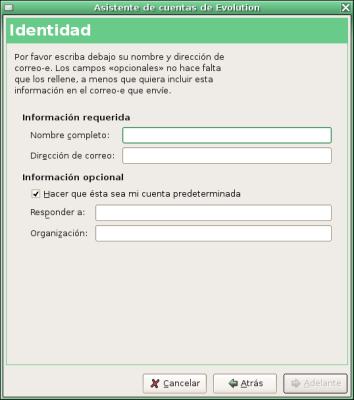 Asistente de cuentas de Evolution
Identidad
Por favor escriba debajo su nombre y dirección de
correo-e. Los campos «opcionales» no hace falta
que los rellene, a menos que quiera incluir esta
información en el correo-e que envíe.
Información requerida
Nombre completo:
Dirección de correo:
Información opcional
Hacer que ésta sea mi cuenta predeterminada
Responder a:
Organización:
Cancelar
Atrás
Adelante